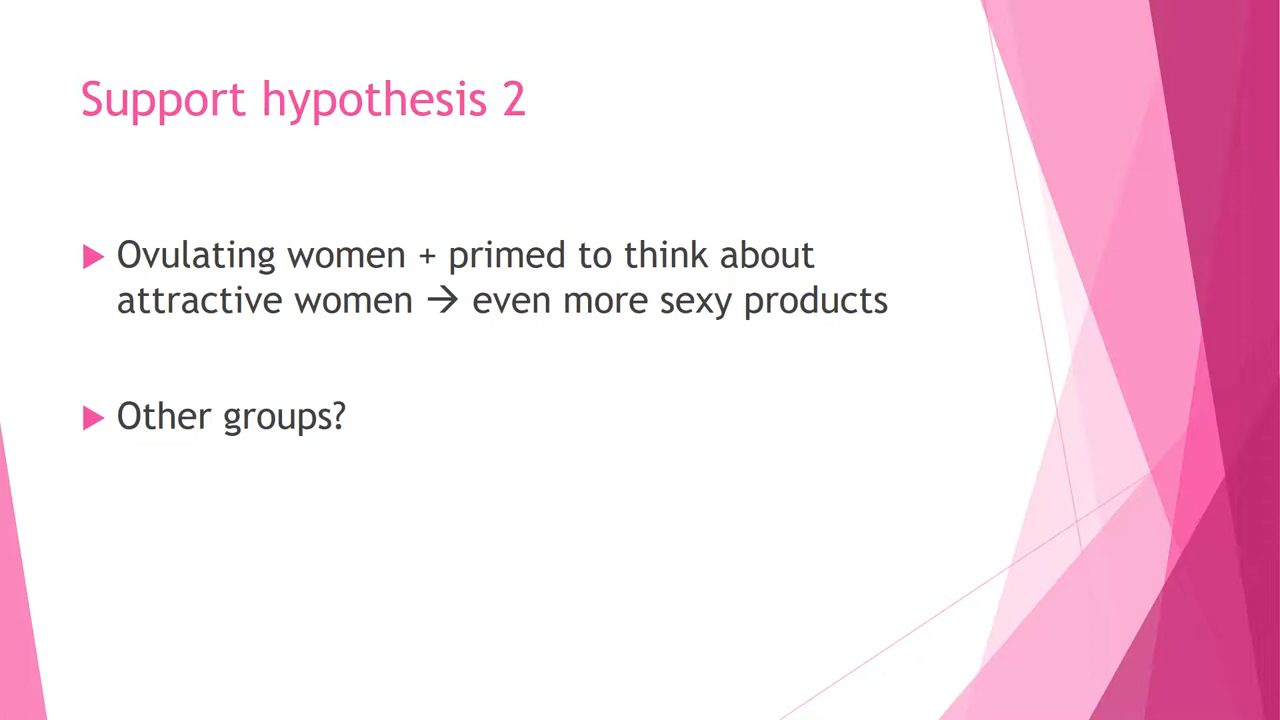 Support hypothesis 2
Ovulating women + primed to think about
attractive women → even more sexy products
Other groups?